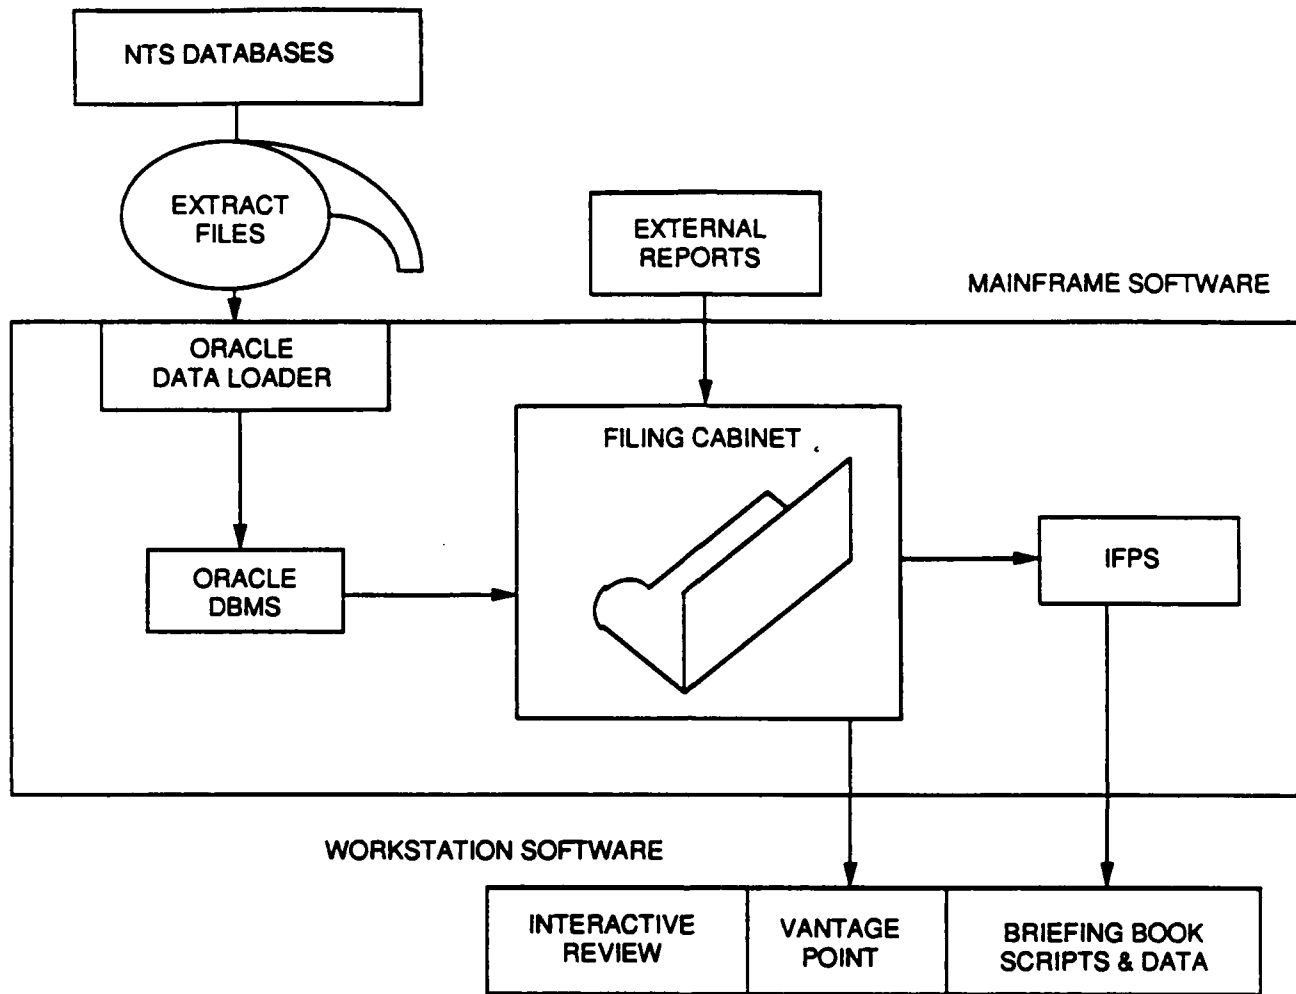 NTS DATABASES
EXTRACT
FILES
EXTERNAL
REPORTS
MAINFRAME SOFTWARE
ORACLE
DATA LOADER
FILING CABINET
ORACLE
DBMS
IFPS
WORKSTATION SOFTWARE
INTERACTIVE
REVIEW
VANTAGE
POINT
BRIEFING BOOK
SCRIPTS & DATA